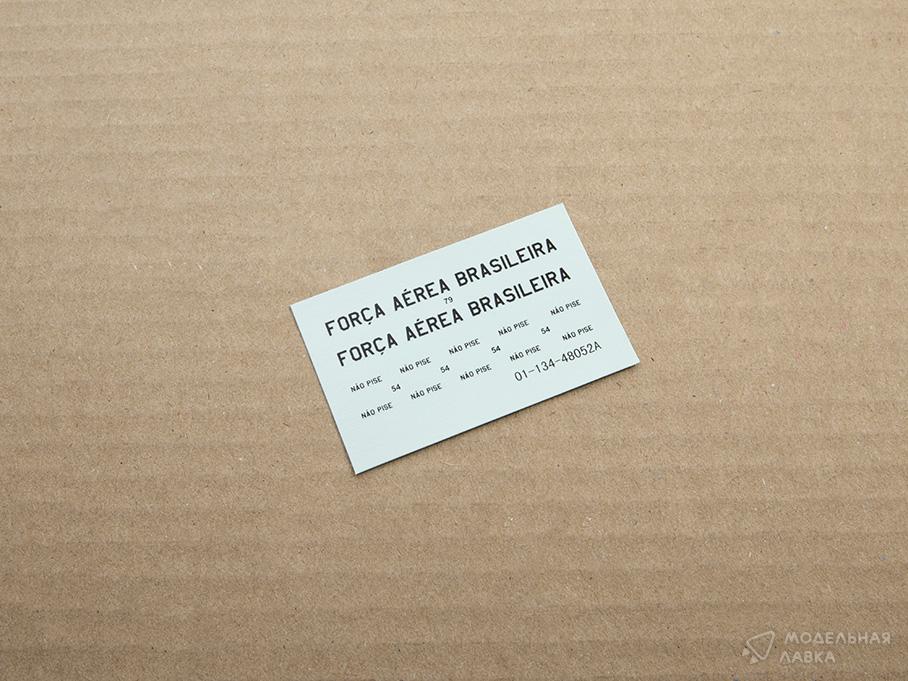 FORÇA AÉREA BRASILEIRA
79
FORÇA AÉREA BRASILEIRA
NÃO PISE NÃO PISE NÃO PISE NÃO PISE NÃO PISE
54 54 54 54
NÃO PISE NÃO PISE NÃO PISE NÃO PISE NÃO PISE
01-134-48052A
МОДЕЛЬНАЯ
ЛАВКА